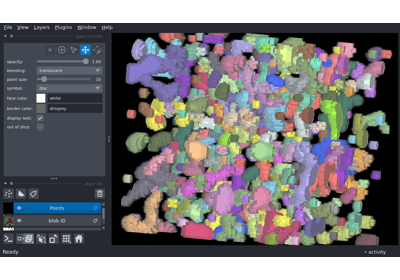 File View Layers Plugins Window Help
opacity: 1.00
blending: translucent
point size: 10
symbol: disc
face color: white
border color: dimgrey
display text: ✓
out of slice:
Points
blob ID
Ready
activity